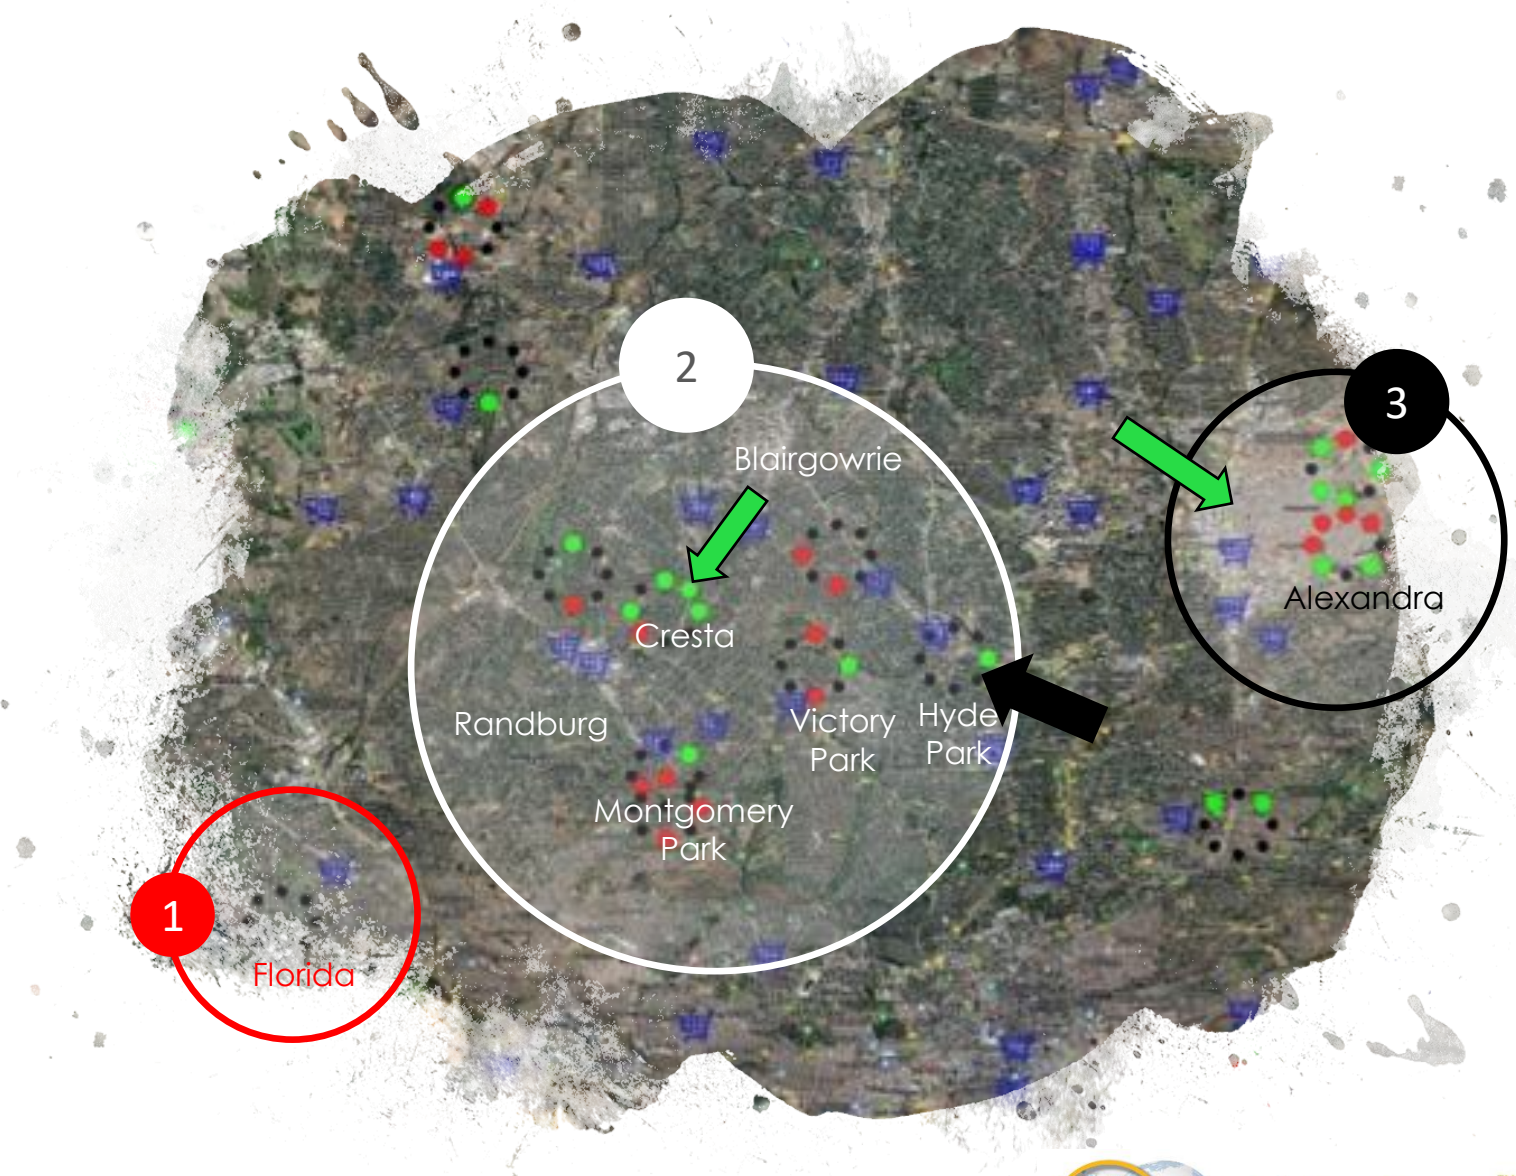 2
3
Blairgowrie
Alexandra
Cresta
Randburg
Victory
Park
Hyde
Park
Montgomery
Park
1
Florida